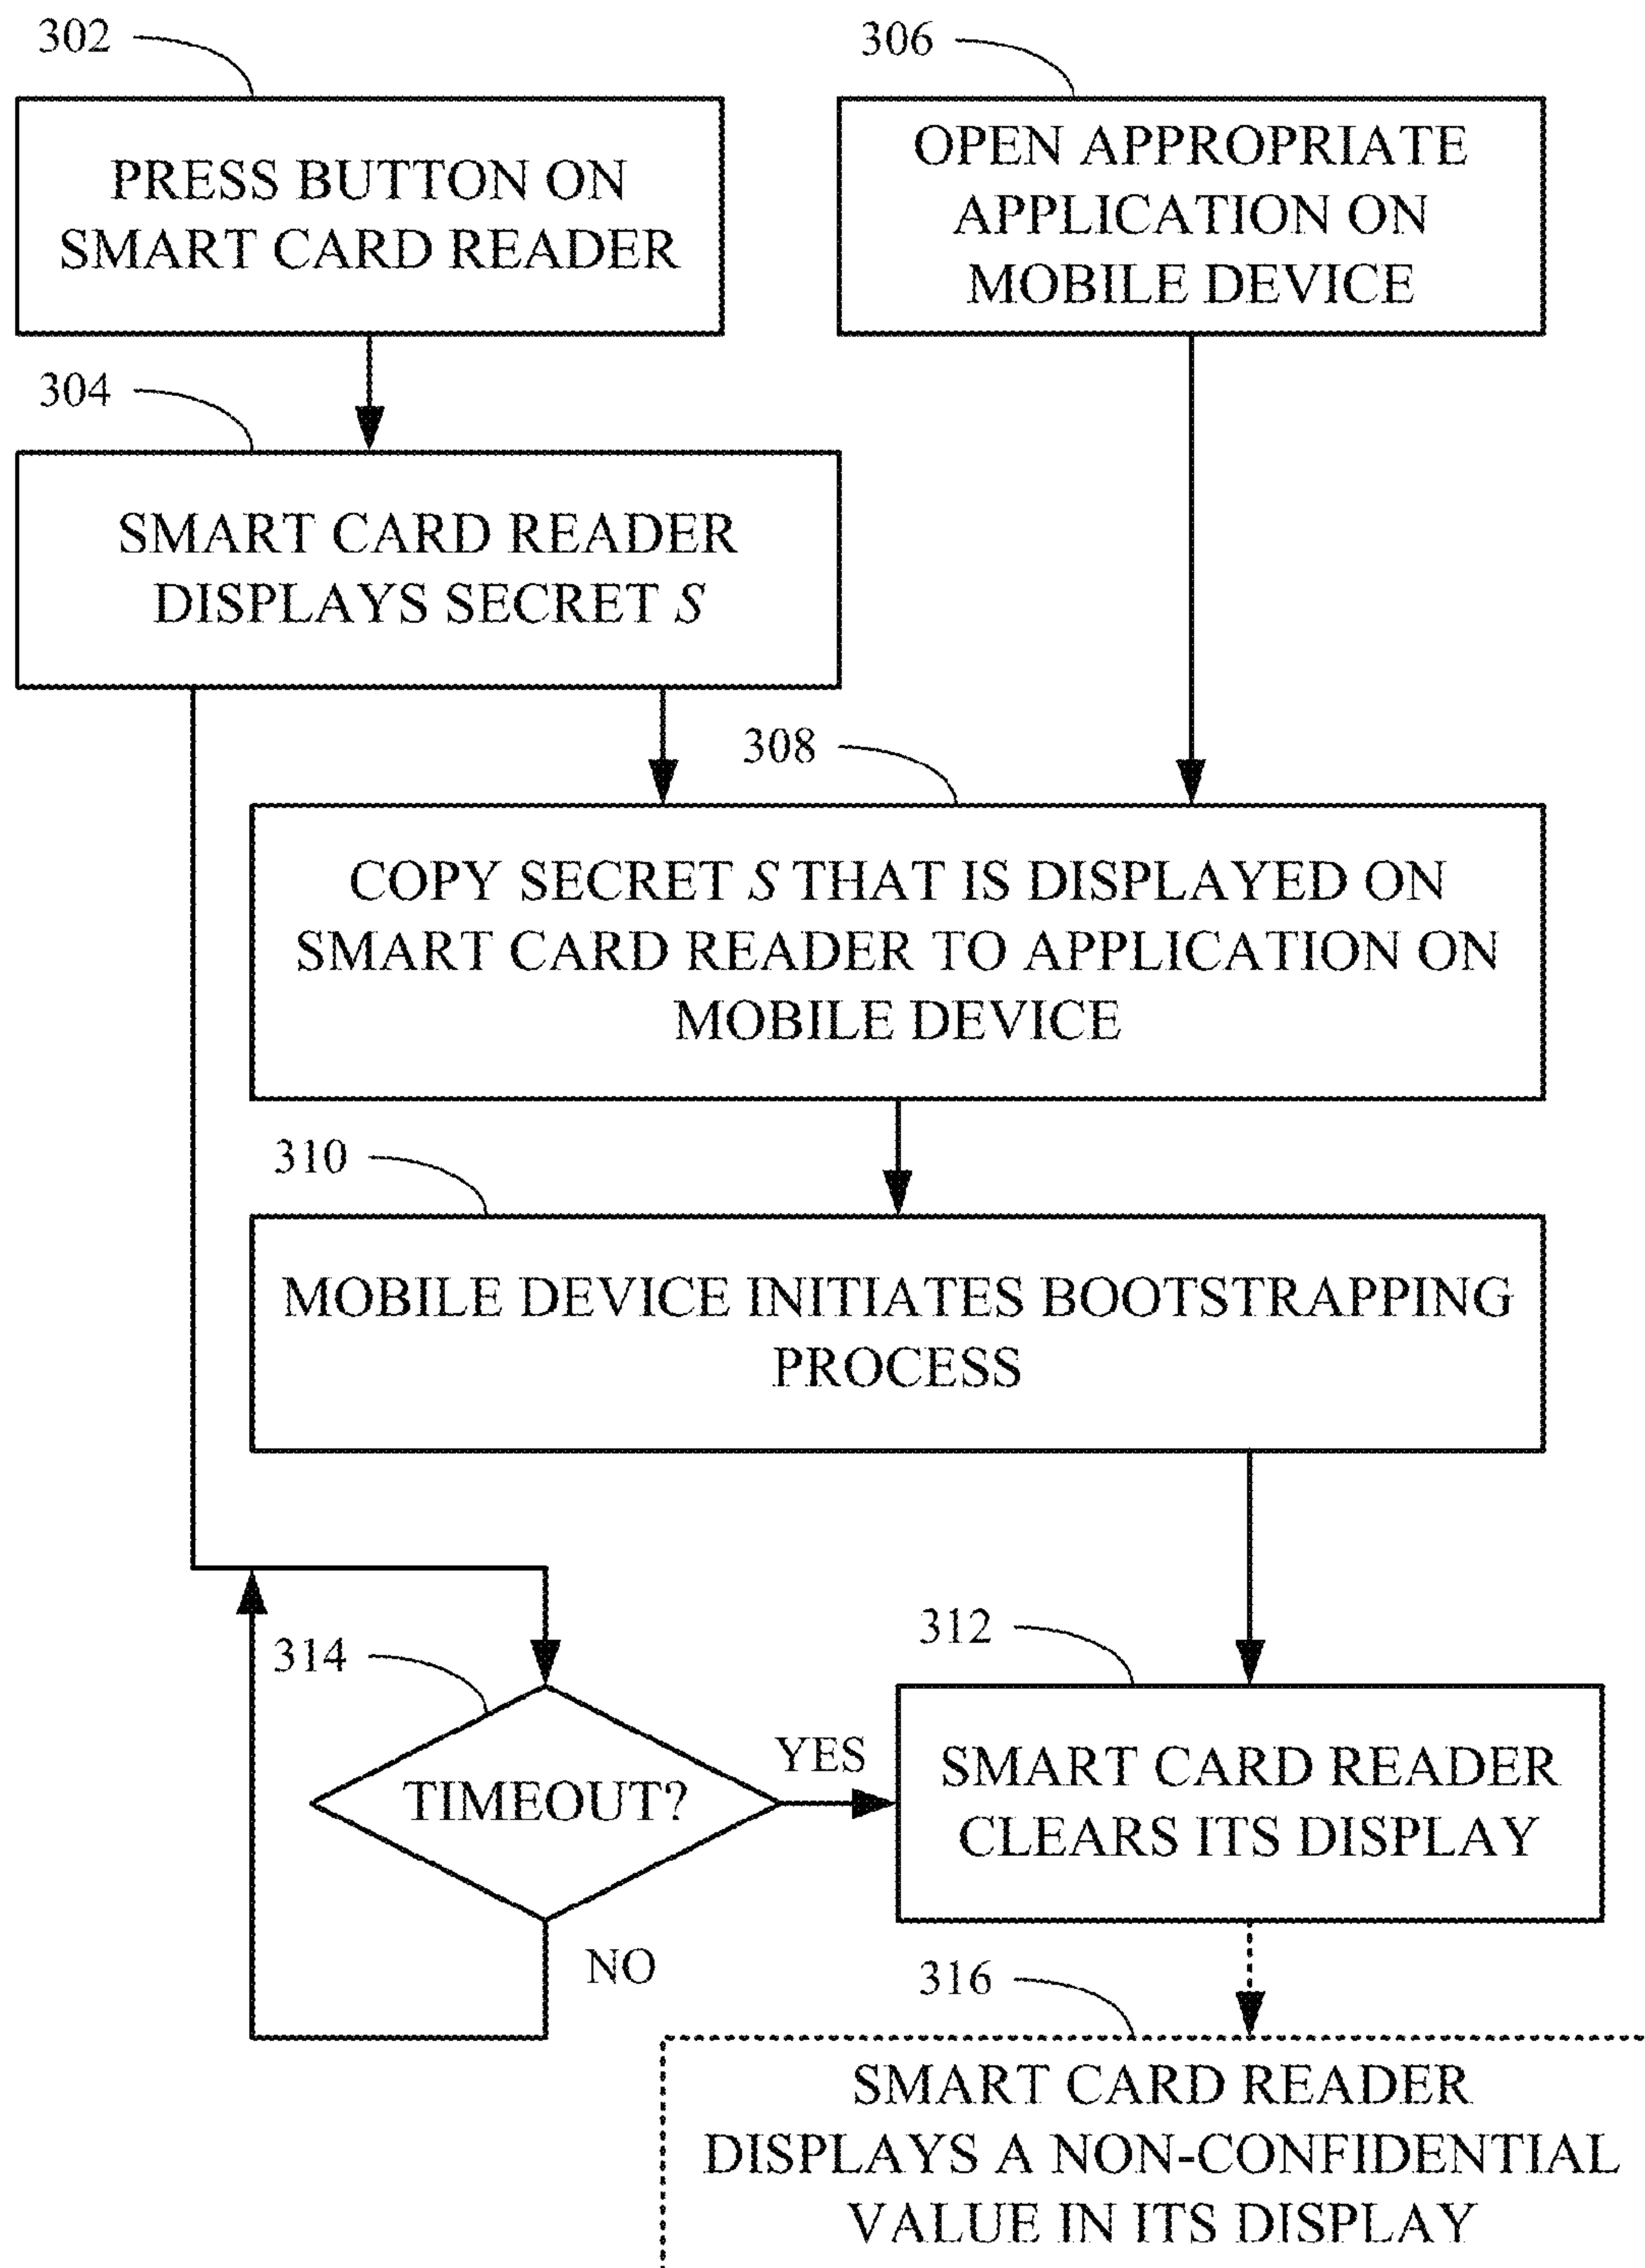 302
306
PRESS BUTTON ON
SMART CARD READER
OPEN APPROPRIATE
APPLICATION ON
MOBILE DEVICE
304
SMART CARD READER
DISPLAYS SECRET S
308
COPY SECRET S THAT IS DISPLAYED ON
SMART CARD READER TO APPLICATION ON
MOBILE DEVICE
310
MOBILE DEVICE INITIATES BOOTSTRAPPING
PROCESS
314
312
TIMEOUT?
YES
NO
SMART CARD READER
CLEARS ITS DISPLAY
316
SMART CARD READER
DISPLAYS A NON-CONFIDENTIAL
VALUE IN ITS DISPLAY